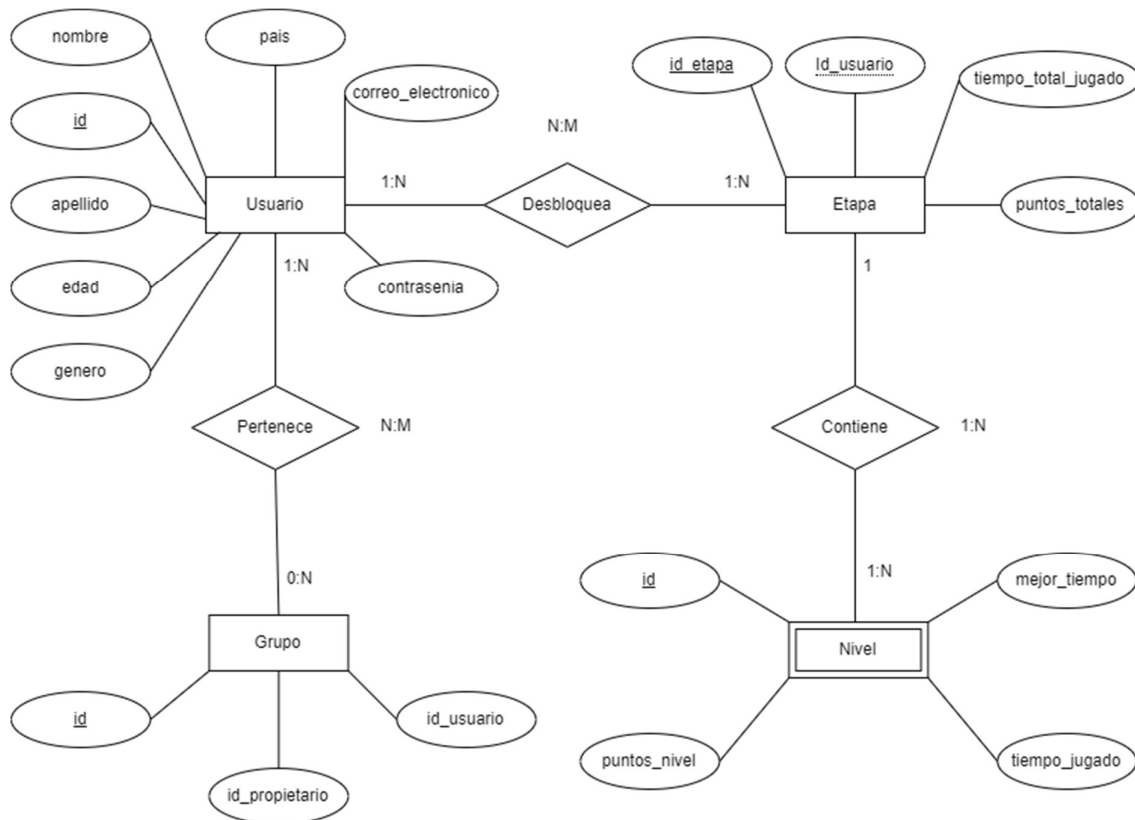 nombre
pais
id_etapa
Id_usuario
tiempo_total_jugado
correo_electronico
id
N:M
apellido
Usuario
1:N
Desbloquea
1:N
Etapa
puntos_totales
1:N
1
edad
contrasenia
genero
Pertenece
N:M
Contiene
1:N
0:N
1:N
id
mejor_tiempo
Grupo
Nivel
id
id_usuario
puntos_nivel
tiempo_jugado
id_propietario